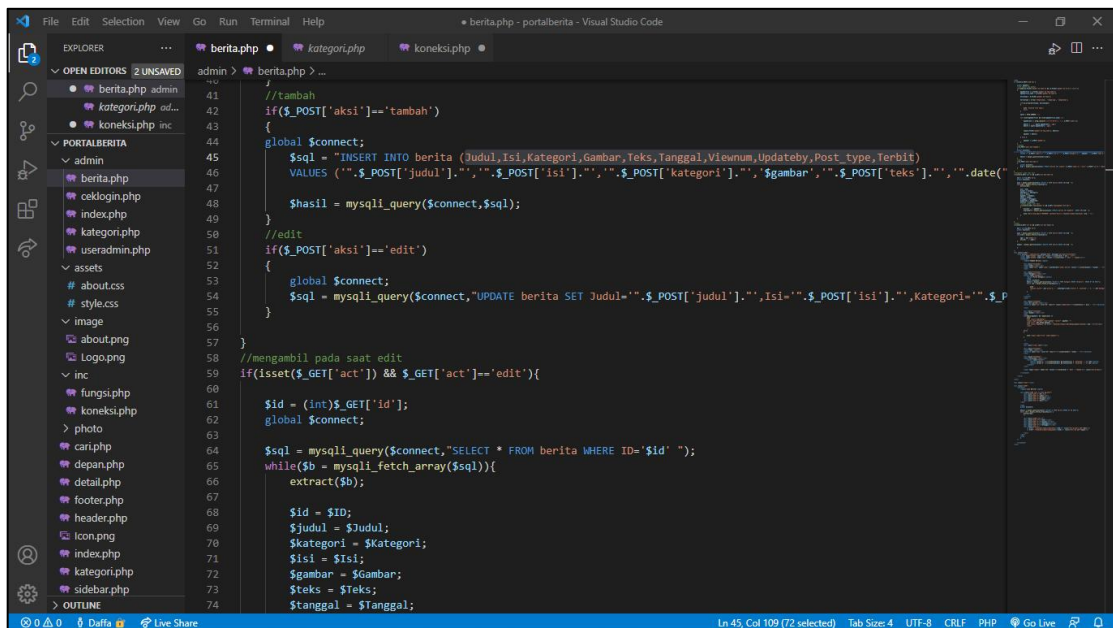 File Edit Selection View Go Run Terminal Help
● berita.php - portalberita - Visual Studio Code
EXPLORER ...
berita.php ● kategori.php koneksi.php ●
OPEN EDITORS 2 UNSAVED
● berita.php admin
kategori.php ad...
● koneksi.php inc
PORTALBERITA
admin
berita.php
ceklogin.php
index.php
kategori.php
useradmin.php
assets
# about.css
# style.css
image
about.png
Logo.png
inc
fungsi.php
koneksi.php
> photo
cari.php
depan.php
detail.php
footer.php
header.php
Icon.png
index.php
kategori.php
sidebar.php
> OUTLINE
admin > berita.php > ...
40 }
41 //tambah
42 if($_POST['aksi']=='tambah')
43 {
44 global $connect;
45 $sql = "INSERT INTO berita (Judul,Isi,Kategori,Gambar,Teks,Tanggal,Viewnum,Updateby,Post_type,Terbit)
46 VALUES ('".$_POST['judul']."','".$_POST['isi']."','".$_POST['kategori']."','$gambar','".$_POST['teks']."','".date("
47
48 $hasil = mysqli_query($connect,$sql);
49 }
50 //edit
51 if($_POST['aksi']=='edit')
52 {
53 global $connect;
54 $sql = mysqli_query($connect,"UPDATE berita SET Judul='".$_POST['judul']."',Isi='".$_POST['isi']."',Kategori='".$_P
55 }
56
57 }
58 //mengambil pada saat edit
59 if(isset($_GET['act']) && $_GET['act']=='edit'){
60
61 $id = (int)$_GET['id'];
62 global $connect;
63
64 $sql = mysqli_query($connect,"SELECT * FROM berita WHERE ID='$id' ");
65 while($b = mysqli_fetch_array($sql)){
66 extract($b);
67
68 $id = $ID;
69 $judul = $Judul;
70 $kategori = $Kategori;
71 $isi = $Isi;
72 $gambar = $Gambar;
73 $teks = $Teks;
74 $tanggal = $Tanggal;
2
0 0 Daffa Live Share Ln 45, Col 109 (72 selected) Tab Size: 4 UTF-8 CRLF PHP Go Live